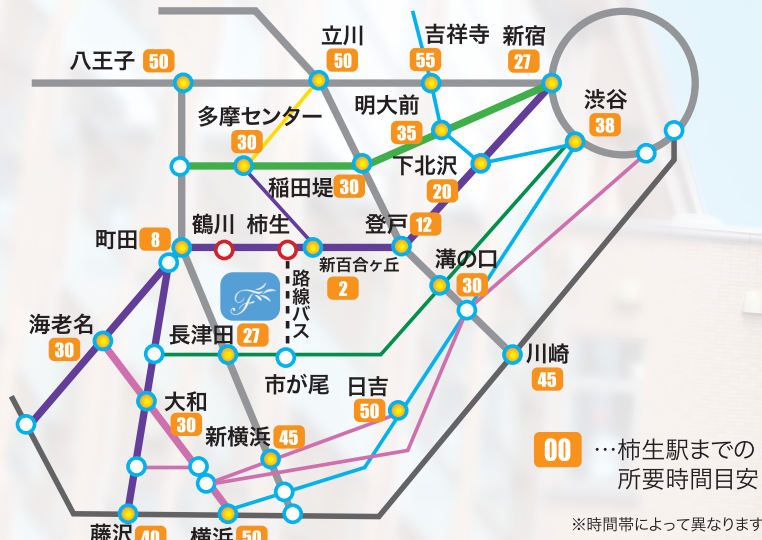 立川
50
吉祥寺
55
新宿
27
八王子 50
渋谷
38
多摩センター
30
明大前
35
稲田堤 30
下北沢
20
町田 8
鶴川 柿生
登戸 12
新百合ヶ丘
2
溝の口
30
路線バス
F
海老名
30
長津田 27
市が尾
川崎
45
大和
30
日吉
50
新横浜 45
藤沢 40
横浜 50
00 …柿生駅までの
所要時間目安
※時間帯によって異なります